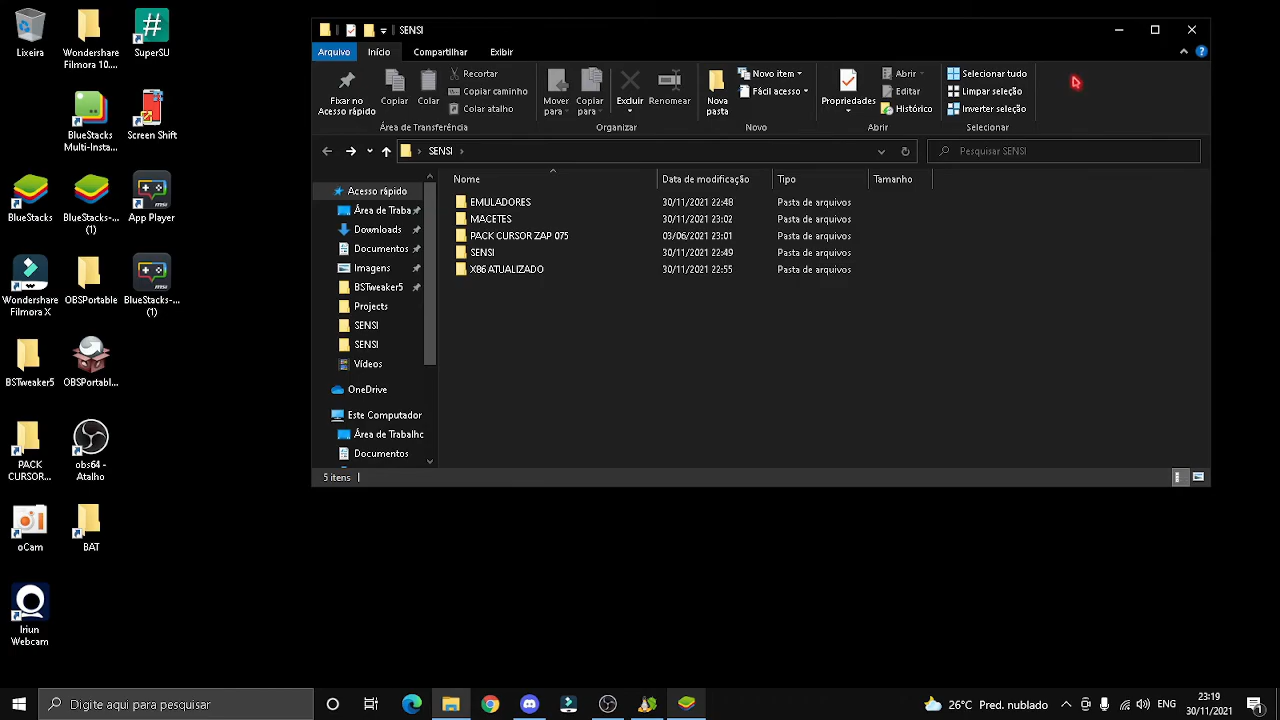 Lixeira
Wondershare
Filmora 10....
#
SuperSU
BlueStacks
Multi-Insta...
Screen Shift
BlueStacks
BlueStacks-...
(1)
App Player
Wondershare
Filmora X
OBSPortable
BlueStacks-...
(1)
BSTweaker5
OBSPortabl...
PACK
CURSOR...
obs64 -
Atalho
oCam
BAT
Iriun
Webcam
SENSI
Arquivo Início Compartilhar Exibir
Fixar no
Acesso rápido
Copiar
Colar
Recortar
Copiar caminho
Colar atalho
Área de Transferência
Mover
para
Copiar
para
Excluir
Renomear
Organizar
Nova
pasta
Novo item
Fácil acesso
Novo
Propriedades
Abrir
Editar
Histórico
Abrir
Selecionar tudo
Limpar seleção
Inverter seleção
Selecionar
SENSI
Pesquisar SENSI
Acesso rápido
Área de Traba
Downloads
Documentos
Imagens
BSTweaker5
Projects
SENSI
SENSI
Vídeos
OneDrive
Este Computador
Área de Trabalhc
Documentos
Nome Data de modificação Tipo Tamanho
EMULADORES 30/11/2021 22:48 Pasta de arquivos
MACETES 30/11/2021 23:02 Pasta de arquivos
PACK CURSOR ZAP 075 03/06/2021 23:01 Pasta de arquivos
SENSI 30/11/2021 22:49 Pasta de arquivos
X86 ATUALIZADO 30/11/2021 22:55 Pasta de arquivos
5 itens
Digite aqui para pesquisar
26°C Pred. nublado
ENG
23:19
30/11/2021